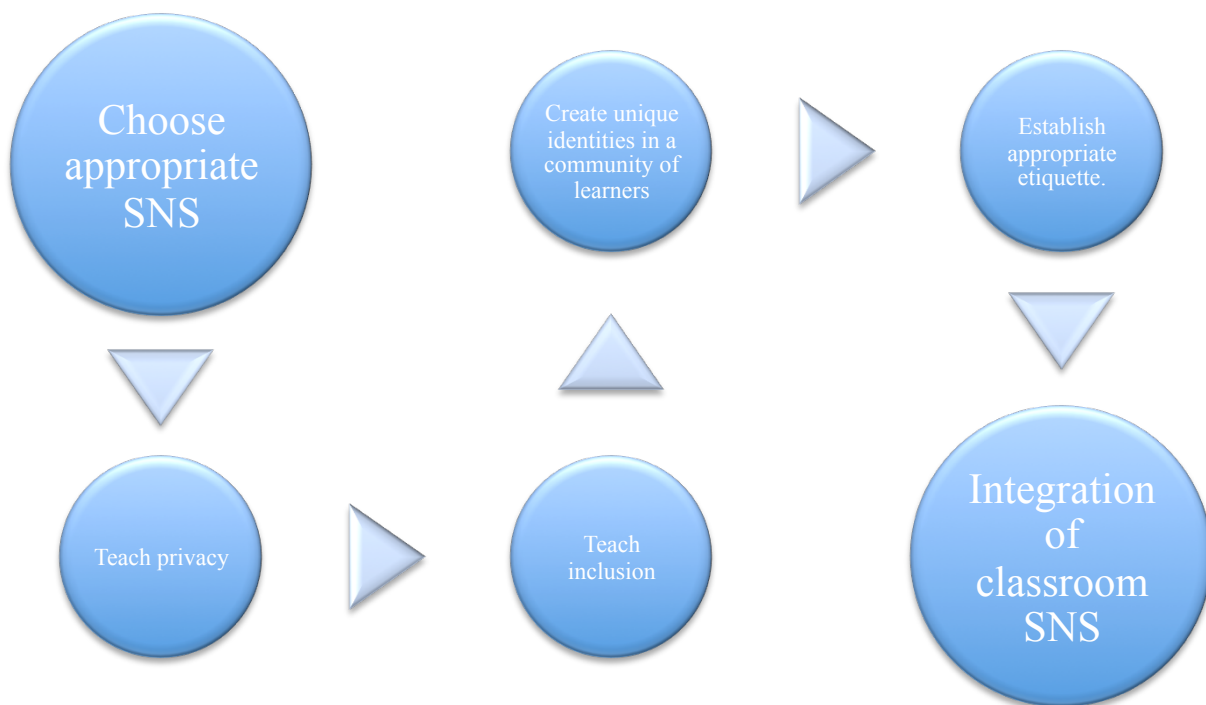 Choose
appropriate
SNS
Teach privacy
Teach
inclusion
Create unique
identities in a
community of
learners
Establish
appropriate
etiquette.
Integration
of
classroom
SNS